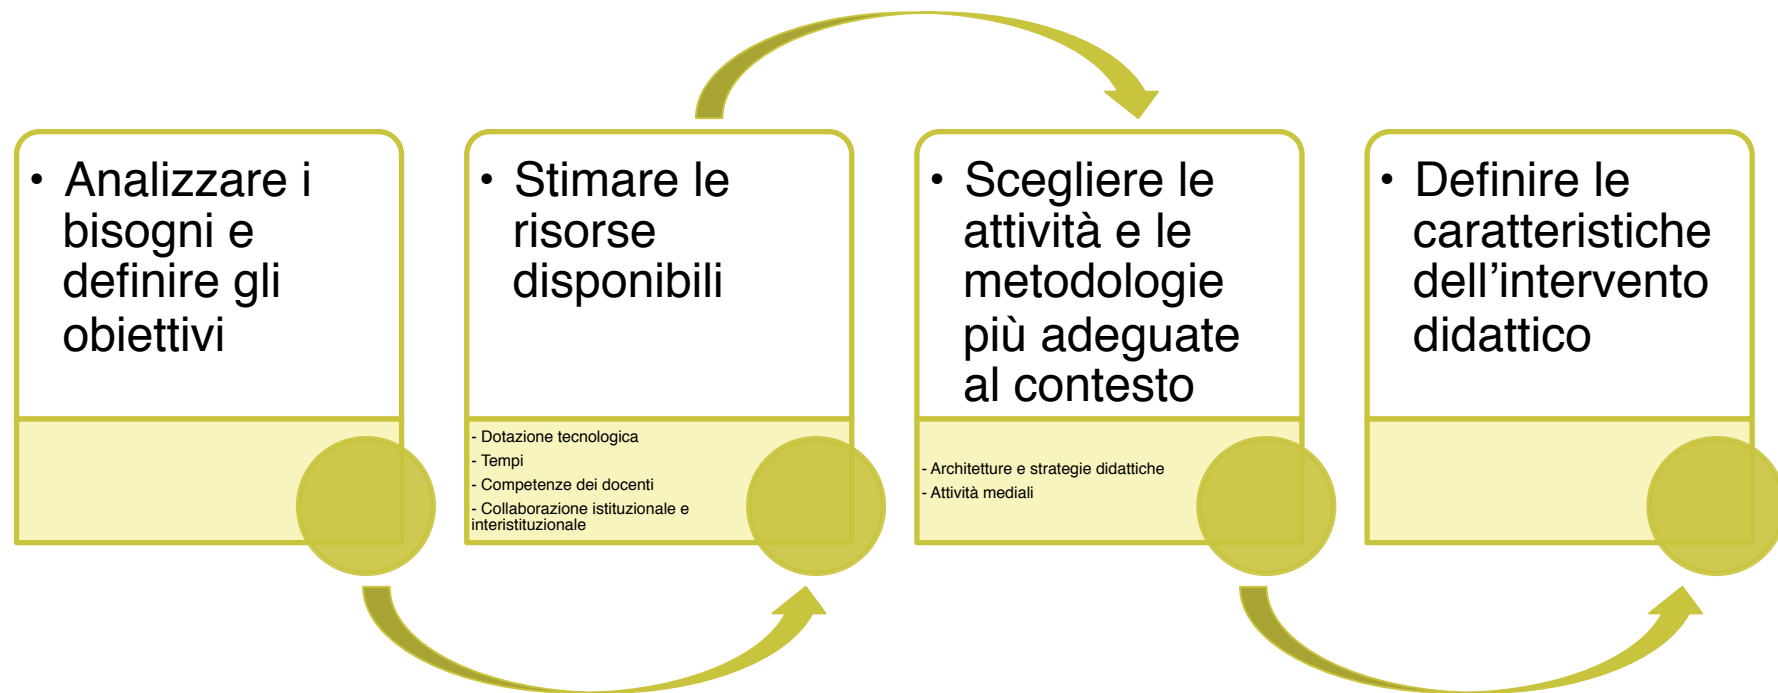 • Analizzare i
bisogni e
definire gli
obiettivi
• Stimare le
risorse
disponibili
- Dotazione tecnologica
- Tempi
- Competenze dei docenti
- Collaborazione istituzionale e
interistituzionale
• Scegliere le
attività e le
metodologie
più adeguate
al contesto
- Architetture e strategie didattiche
- Attività mediali
• Definire le
caratteristiche
dell’intervento
didattico